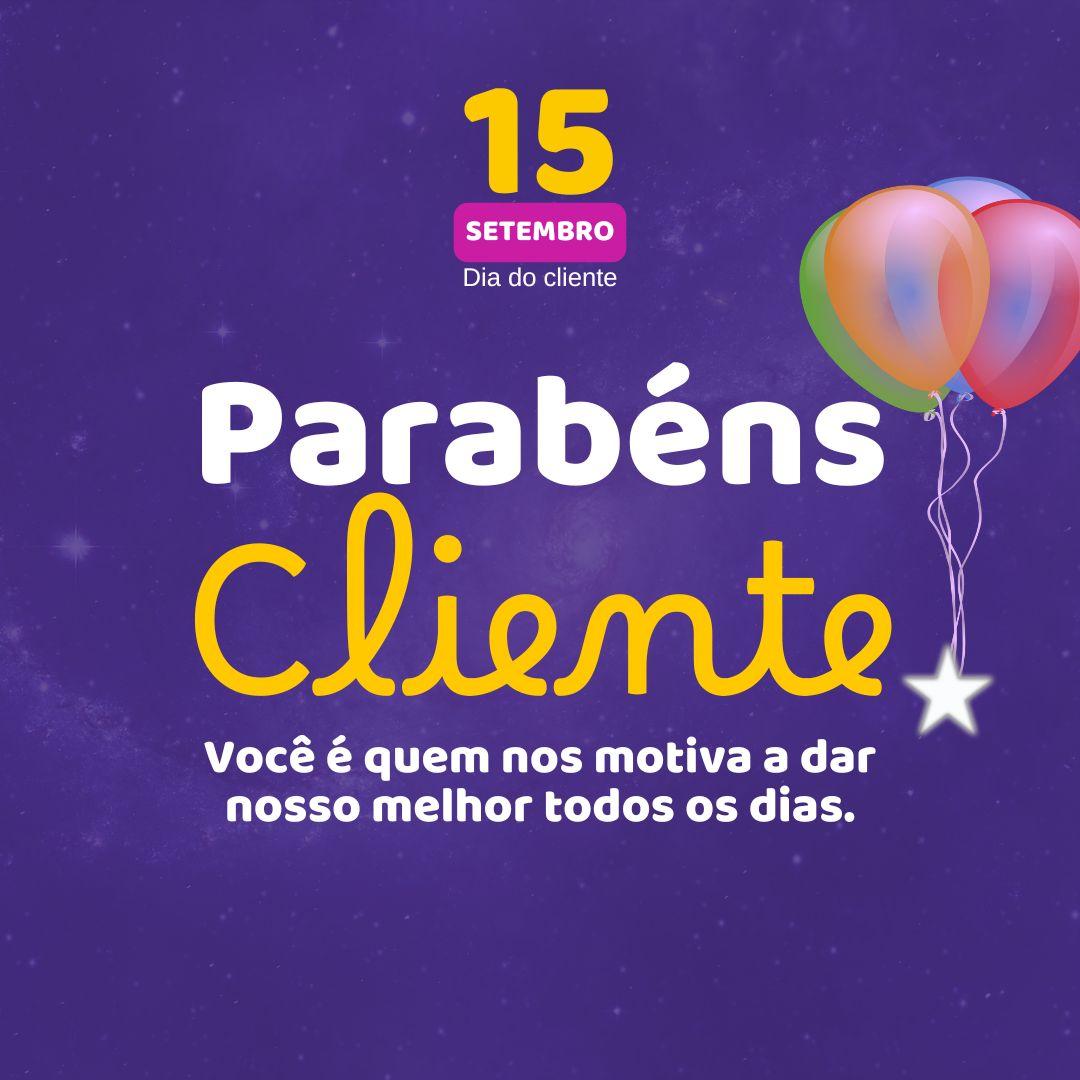 15
SETEMBRO
Dia do cliente
Parabéns
Cliente
Você é quem nos motiva a dar
nosso melhor todos os dias.